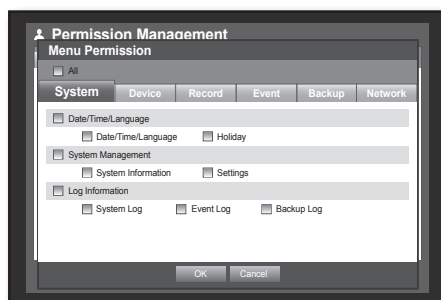 Permission Management
Menu Permission
All
System Device Record Event Backup Network
Date/Time/Language
Date/Time/Language Holiday
System Management
System Information Settings
Log Information
System Log Event Log Backup Log
OK Cancel